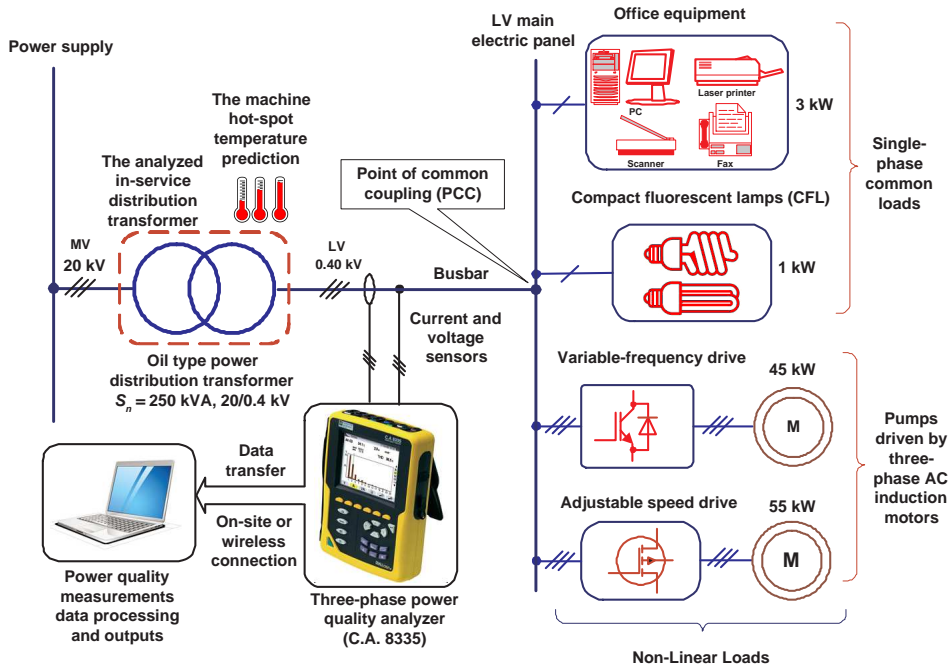 Power supply
The machine
hot-spot
temperature
prediction
The analyzed
in-service
distribution
transformer
MV
20 kV
LV
0.40 kV
Oil type power
distribution transformer
Sn = 250 kVA, 20/0.4 kV
Point of common
coupling (PCC)
Busbar
Current and
voltage
sensors
LV main
electric panel
Office equipment
PC
Laser printer
Scanner
Fax
3 kW
Compact fluorescent lamps (CFL)
1 kW
Single-
phase
common
loads
Variable-frequency drive
45 kW
M
Adjustable speed drive
55 kW
M
Pumps
driven by
three-
phase AC
induction
motors
Non-Linear Loads
Data
transfer
On-site or
wireless
connection
C.A 8335
Three-phase power
quality analyzer
(C.A. 8335)
Power quality
measurements
data processing
and outputs